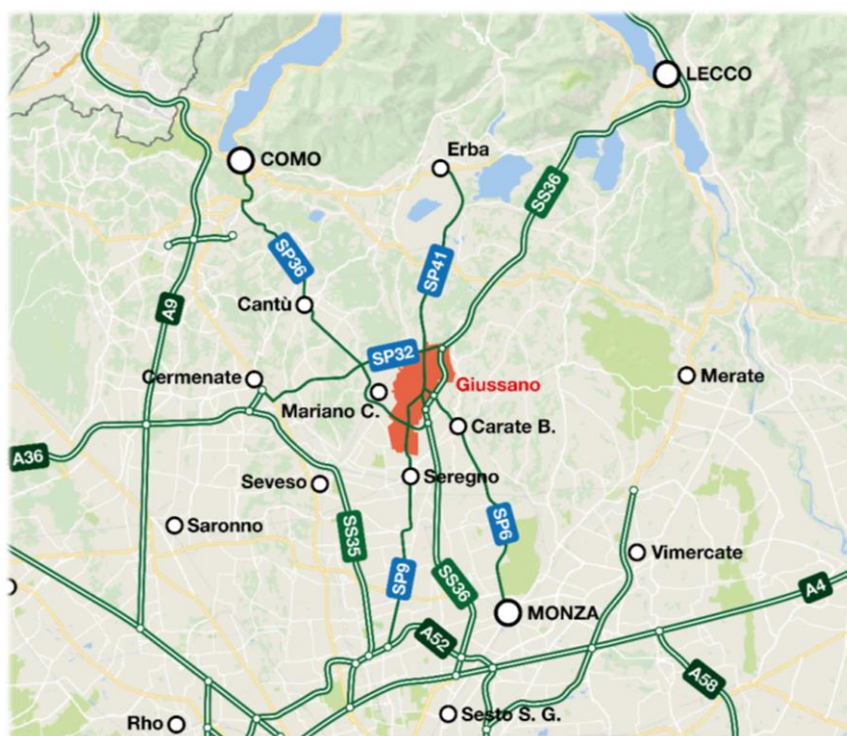 LECCO
COMO
Erba
SS36
SP36
SP41
Cantù
A9
SP32
Cermenate
Giussano
Merate
Mariano C.
Carate B.
A36
Seveso
Seregno
Saronno
SS35
SP6
Vimercate
SP9
SS36
A4
MONZA
A52
A58
Rho
Sesto S. G.